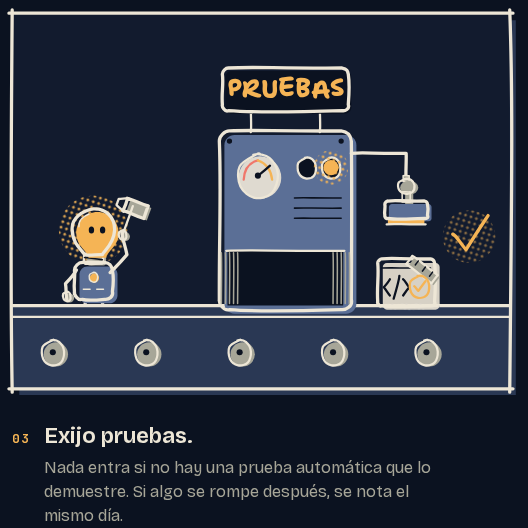 PRUEBAS
</>
03 Exijo pruebas.
Nada entra si no hay una prueba automática que lo
demuestre. Si algo se rompe después, se nota el
mismo día.